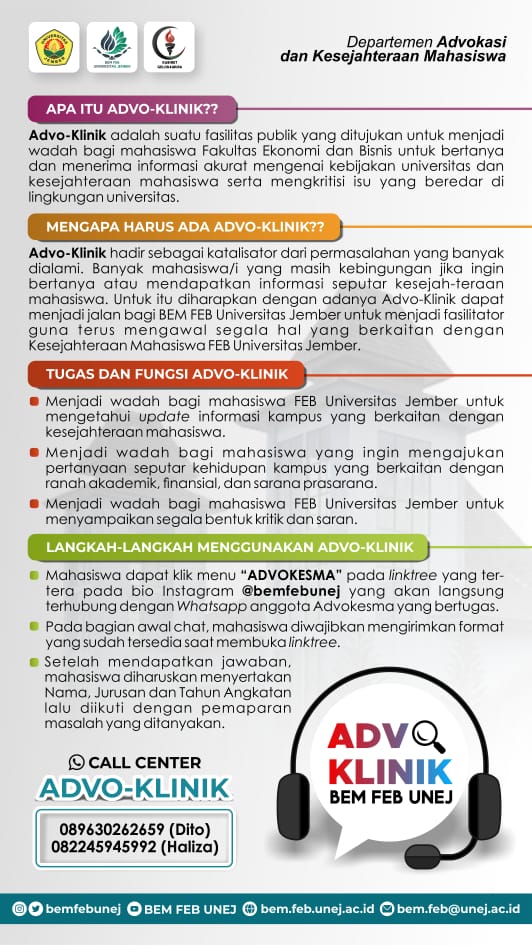 UNIVERSITAS
JEMBER
BEM FEB
UNIVERSITAS JEMBER
KABINET
Departemen Advokasi
dan Kesejahteraan Mahasiswa
APA ITU ADVO-KLINIK??
Advo-Klinik adalah suatu fasilitas publik yang ditujukan untuk menjadi
wadah bagi mahasiswa Fakultas Ekonomi dan Bisnis untuk bertanya
dan menerima informasi akurat mengenai kebijakan universitas dan
kesejahteraan mahasiswa serta mengkritisi isu yang beredar di
lingkungan universitas.
MENGAPA HARUS ADA ADVO-KLINIK??
Advo-Klinik hadir sebagai katalisator dari permasalahan yang banyak
dialami. Banyak mahasiswa/i yang masih kebingungan jika ingin
bertanya atau mendapatkan informasi seputar kesejah-teraan
mahasiswa. Untuk itu diharapkan dengan adanya Advo-Klinik dapat
menjadi jalan bagi BEM FEB Universitas Jember untuk menjadi fasilitator
guna terus mengawal segala hal yang berkaitan dengan
Kesejahteraan Mahasiswa FEB Universitas Jember.
TUGAS DAN FUNGSI ADVO-KLINIK
Menjadi wadah bagi mahasiswa FEB Universitas Jember untuk
mengetahui update informasi kampus yang berkaitan dengan
kesejahteraan mahasiswa.
Menjadi wadah bagi mahasiswa yang ingin mengajukan
pertanyaan seputar kehidupan kampus yang berkaitan dengan
ranah akademik, finansial, dan sarana prasarana.
Menjadi wadah bagi mahasiswa FEB Universitas Jember untuk
menyampaikan segala bentuk kritik dan saran.
LANGKAH-LANGKAH MENGGUNAKAN ADVO-KLINIK
Mahasiswa dapat klik menu “ADVOKESMA” pada linktree yang ter-
tera pada bio Instagram @bemfebunej yang akan langsung
terhubung dengan Whatsapp anggota Advokesma yang bertugas.
Pada bagian awal chat, mahasiswa diwajibkan mengirimkan format
yang sudah tersedia saat membuka linktree.
Setelah mendapatkan jawaban,
mahasiswa diharuskan menyertakan
Nama, Jurusan dan Tahun Angkatan
lalu diikuti dengan pemaparan
masalah yang ditanyakan.
CALL CENTER
ADVO-KLINIK
089630262659 (Dito)
082245945992 (Haliza)
ADVO
KLINIK
BEM FEB UNEJ
bemfebunej BEM FEB UNEJ bem.feb.unej.ac.id bem.feb@unej.ac.id